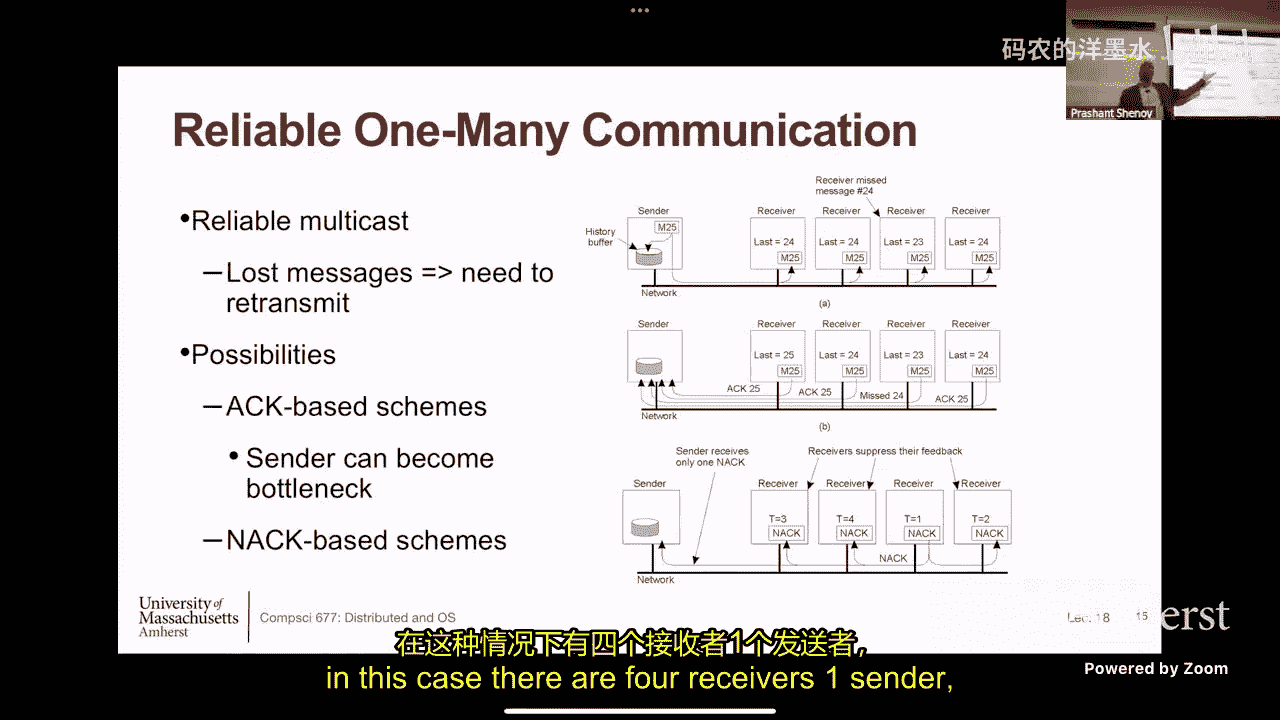 码农的洋墨水
Prashant Shenoy
Reliable One-Many Communication
•Reliable multicast
–Lost messages => need to
retransmit
•Possibilities
–ACK-based schemes
• Sender can become
bottleneck
–NACK-based schemes
Receiver missed
message #24
Sender
Receiver
Receiver
Receiver
Receiver
History
buffer
M25
Last = 24
Last = 24
Last = 23
Last = 24
M25
M25
M25
M25
Network
(a)
Sender
Receiver
Receiver
Receiver
Receiver
Last = 25
Last = 24
Last = 23
Last = 24
M25
M25
M25
M25
ACK 25
ACK 25
Missed 24
ACK 25
Network
(b)
Sender receives
only one NACK
Receivers suppress their feedback
Sender
Receiver
Receiver
Receiver
Receiver
T=3
T=4
T=1
T=2
NACK
NACK
NACK
NACK
NACK
Network
University of
Massachusetts
Amherst
Compsci 677: Distributed and OS
15
在这种情况下有四个接收者1个发送者，
in this case there are four receivers 1 sender,
Powered by Zoom